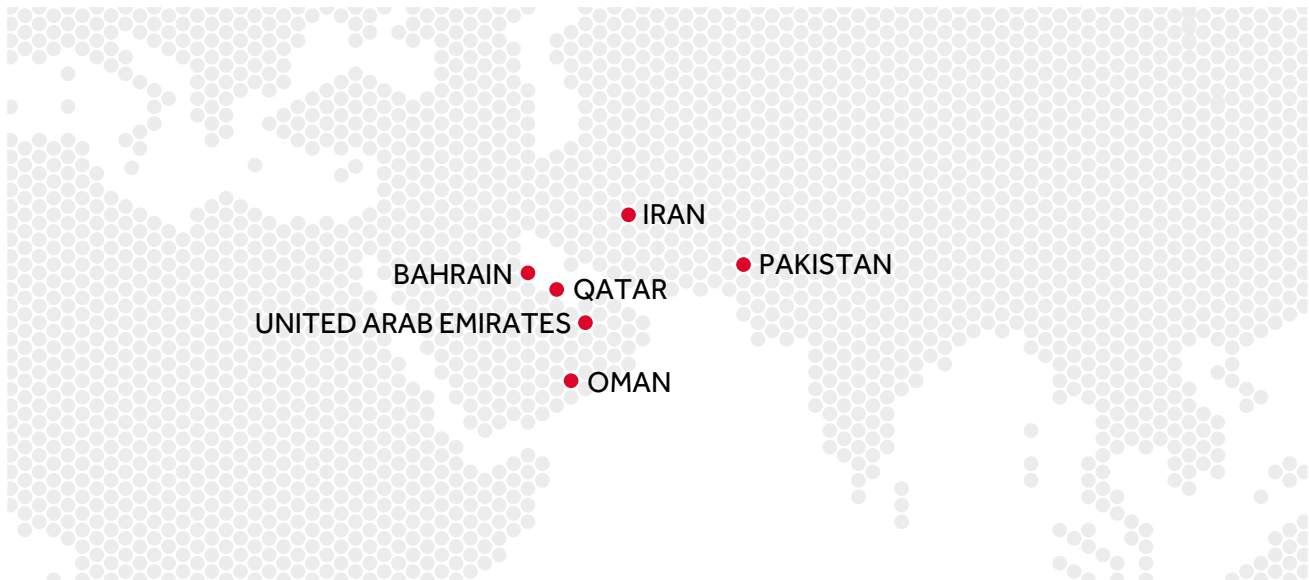 IRAN
PAKISTAN
BAHRAIN
QATAR
UNITED ARAB EMIRATES
OMAN